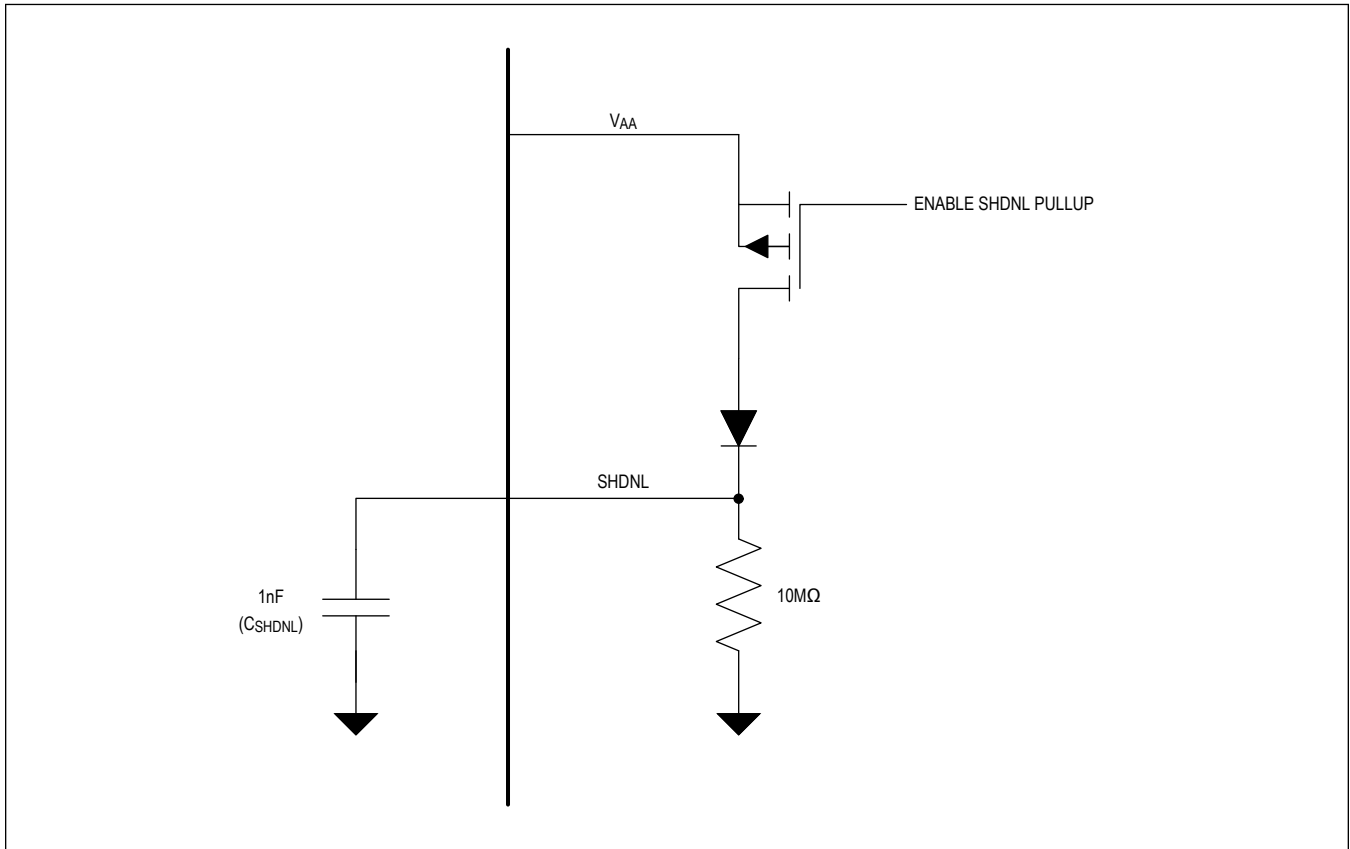 VAA
ENABLE SHDNL PULLUP
SHDNL
1nF
(CSHDNL)
10MΩ